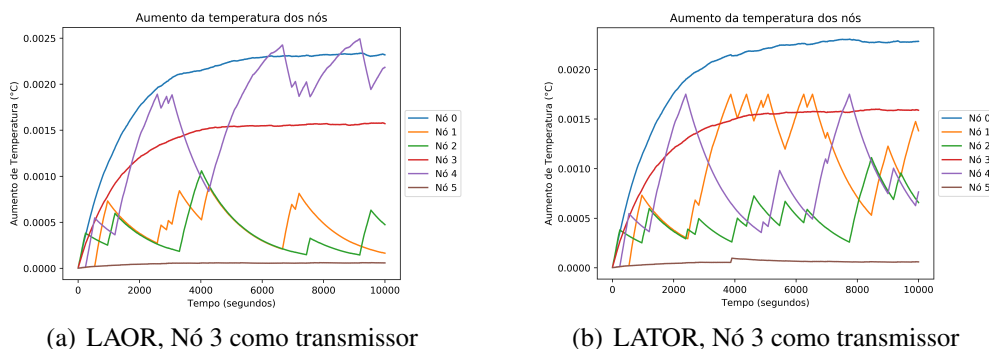 Aumento da temperatura dos nós
Aumento de Temperatura (°C)
0.0025
0.0020
0.0015
0.0010
0.0005
0.0000
0 2000 4000 6000 8000 10000
Tempo (segundos)
Nó 0
Nó 1
Nó 2
Nó 3
Nó 4
Nó 5
(a) LAOR, Nó 3 como transmissor
Aumento da temperatura dos nós
Aumento de Temperatura (°C)
0.0020
0.0015
0.0010
0.0005
0.0000
0 2000 4000 6000 8000 10000
Tempo (segundos)
Nó 0
Nó 1
Nó 2
Nó 3
Nó 4
Nó 5
(b) LATOR, Nó 3 como transmissor